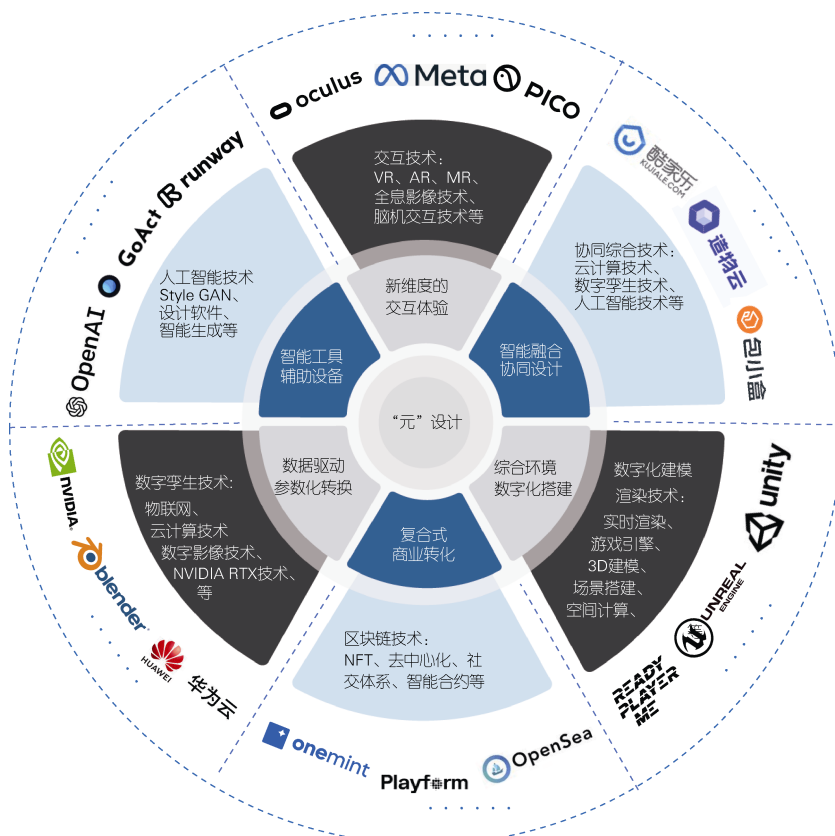 oculus
Meta
PICO
交互技术:
VR、AR、MR、
全息影像技术、
脑机交互技术等
新维度的
交互体验
酷家乐
KUJIALE.COM
造物云
包小盒
协同综合技术:
云计算技术、
数字孪生技术、
人工智能技术等
智能融合
协同设计
unity
UNREAL
ENGINE
READY
PLAYER
ME
数字化建模
渲染技术:
实时渲染、
游戏引擎、
3D建模、
场景搭建、
空间计算、
等
综合环境
数字化搭建
区块链技术:
NFT、去中心化、社
交体系、智能合约等
复合式
商业转化
onemint
Playform
OpenSea
数字孪生技术:
物联网、
云计算技术
数字影像技术、
NVIDIA RTX技术、
等
数据驱动
参数化转换
NVIDIA.
blender
HUAWEI
华为云
人工智能技术
Style GAN、
设计软件、
智能生成等
智能工具
辅助设备
OpenAI
GoAct
runway
“元”设计